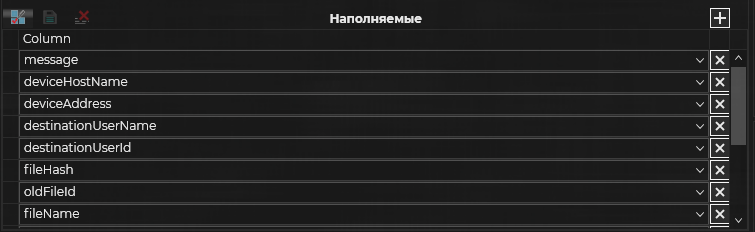 Наполняемые
Column
message
deviceHostName
deviceAddress
destinationUserName
destinationUserId
fileHash
oldFileId
fileName